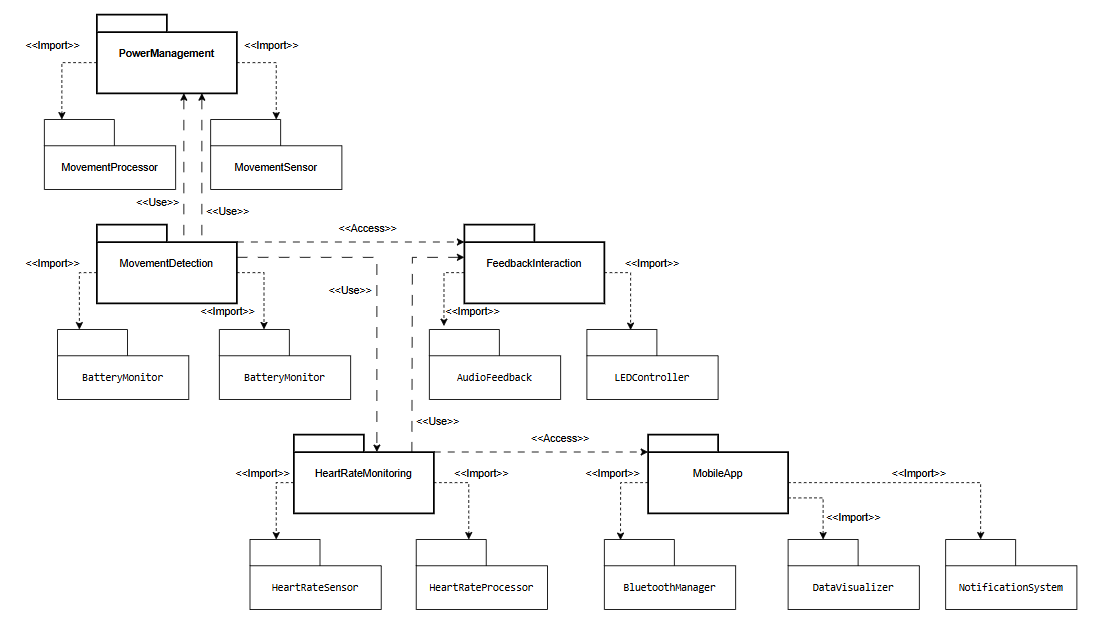 <<Import>>
<<Import>>
PowerManagement
MovementProcessor
MovementSensor
<<Use>>
<<Use>>
<<Access>>
<<Import>>
MovementDetection
FeedbackInteraction
<<Import>>
<<Use>>
<<Import>>
<<Import>>
BatteryMonitor
BatteryMonitor
AudioFeedback
LEDController
<<Use>>
<<Access>>
<<Import>>
HeartRateMonitoring
<<Import>>
<<Import>>
MobileApp
<<Import>>
<<Import>>
HeartRateSensor
HeartRateProcessor
BluetoothManager
DataVisualizer
NotificationSystem